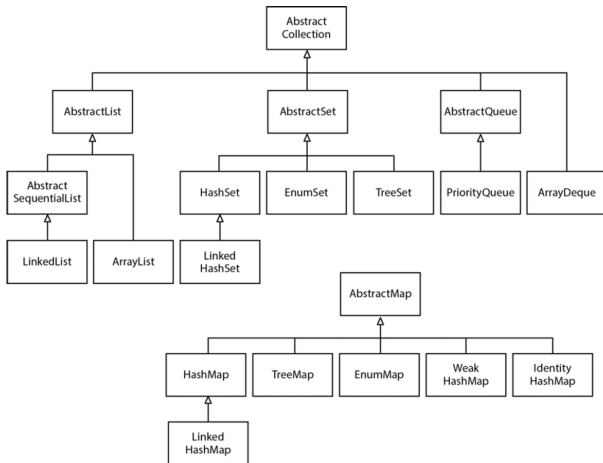 Abstract
Collection
AbstractList
AbstractSet
AbstractQueue
Abstract
SequentialList
HashSet
EnumSet
TreeSet
PriorityQueue
ArrayDeque
LinkedList
ArrayList
Linked
HashSet
AbstractMap
HashMap
TreeMap
EnumMap
Weak
HashMap
Identity
HashMap
Linked
HashMap